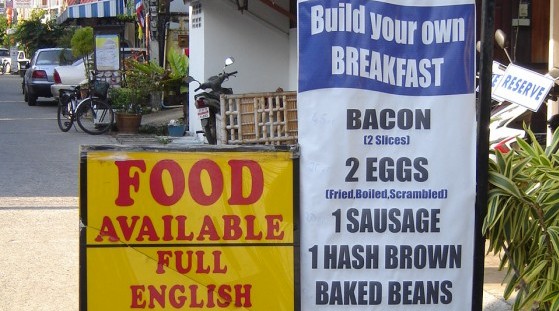 FOOD
AVAILABLE
FULL
ENGLISH
Build your own
BREAKFAST
BACON
(2 Slices)
2 EGGS
(Fried,Boiled,Scrambled)
1 SAUSAGE
1 HASH BROWN
BAKED BEANS
RESERVE